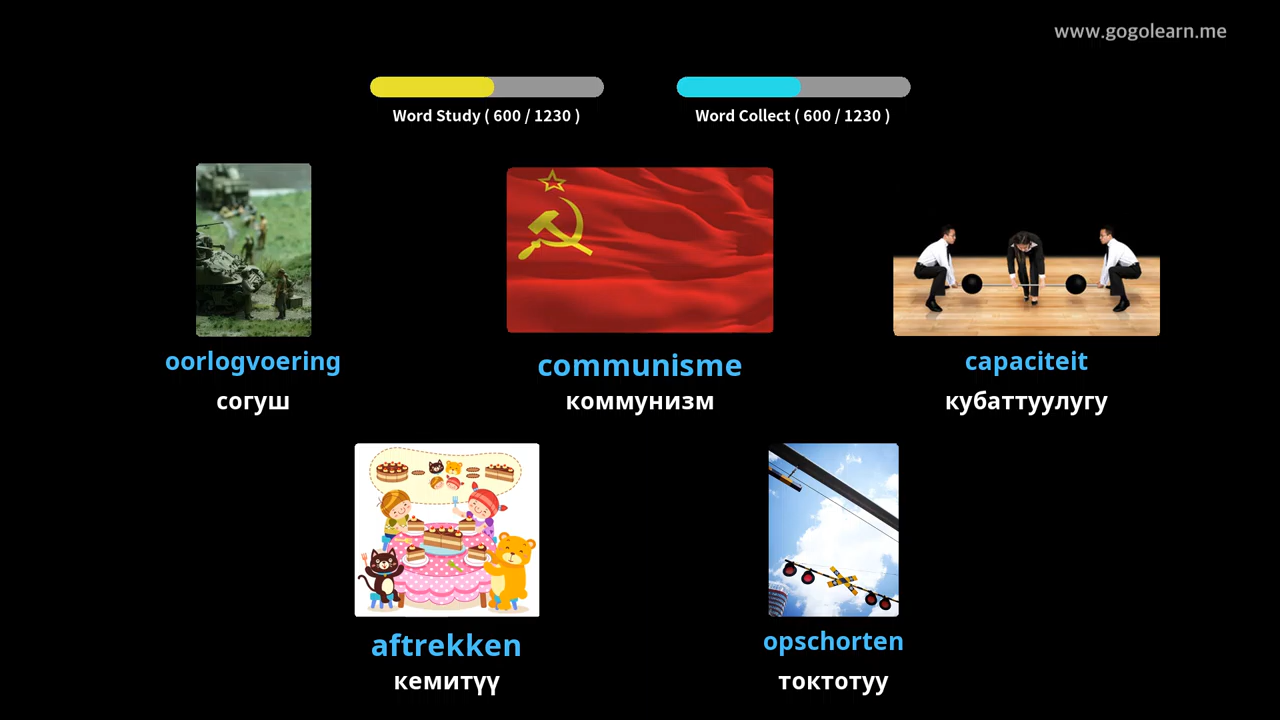 www.gogolearn.me
Word Study ( 600 / 1230 )
Word Collect ( 600 / 1230 )
oorlogvoering
согуш
communisme
коммунизм
capaciteit
кубаттуулугу
aftrekken
кемитүү
opschorten
токтотуу